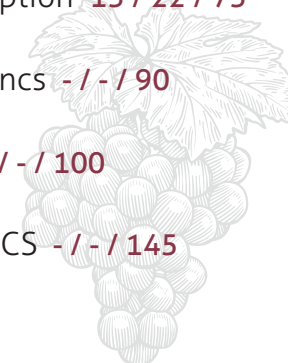 ption 15 / 22 / 75
ncs - / - / 90
/ - / 100
CS - / - / 145